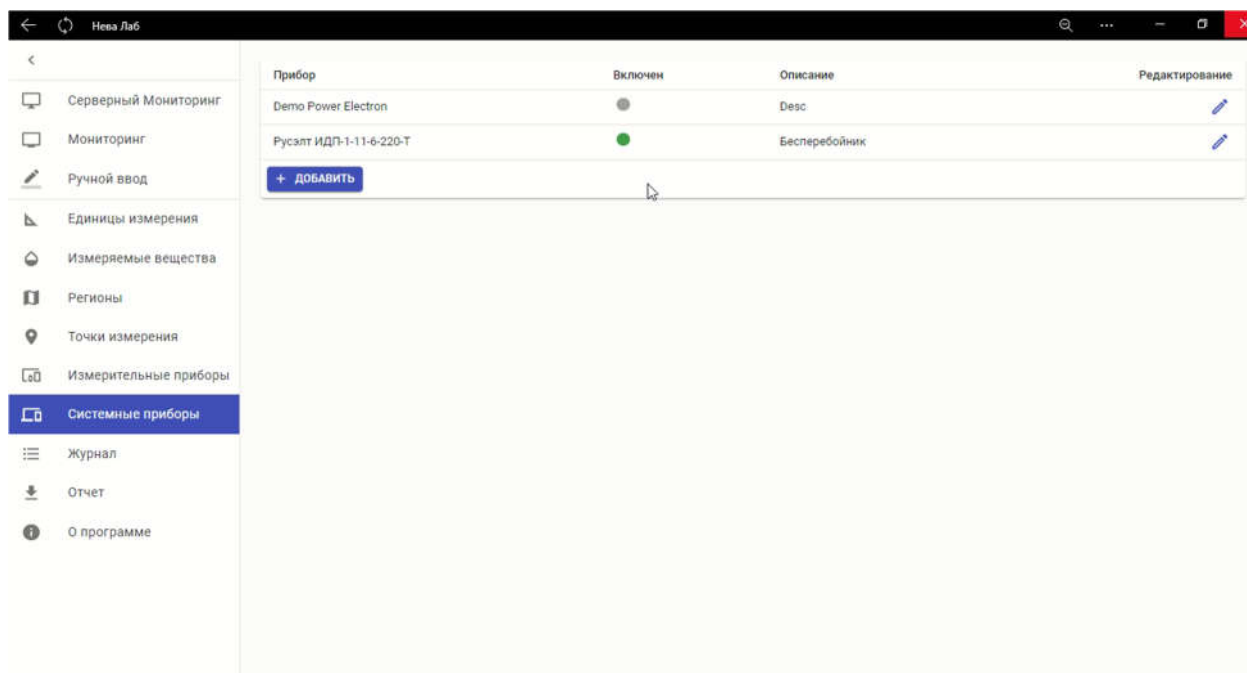 Нева Лаб
Прибор Включен Описание Редактирование
Серверный Мониторинг
Demo Power Electron Desc
Мониторинг
Русэлт ИДП-1-11-6-220-Т Бесперебойник
Ручной ввод
+ ДОБАВИТЬ
Единицы измерения
Измеряемые вещества
Регионы
Точки измерения
Измерительные приборы
Системные приборы
Журнал
Отчет
О программе